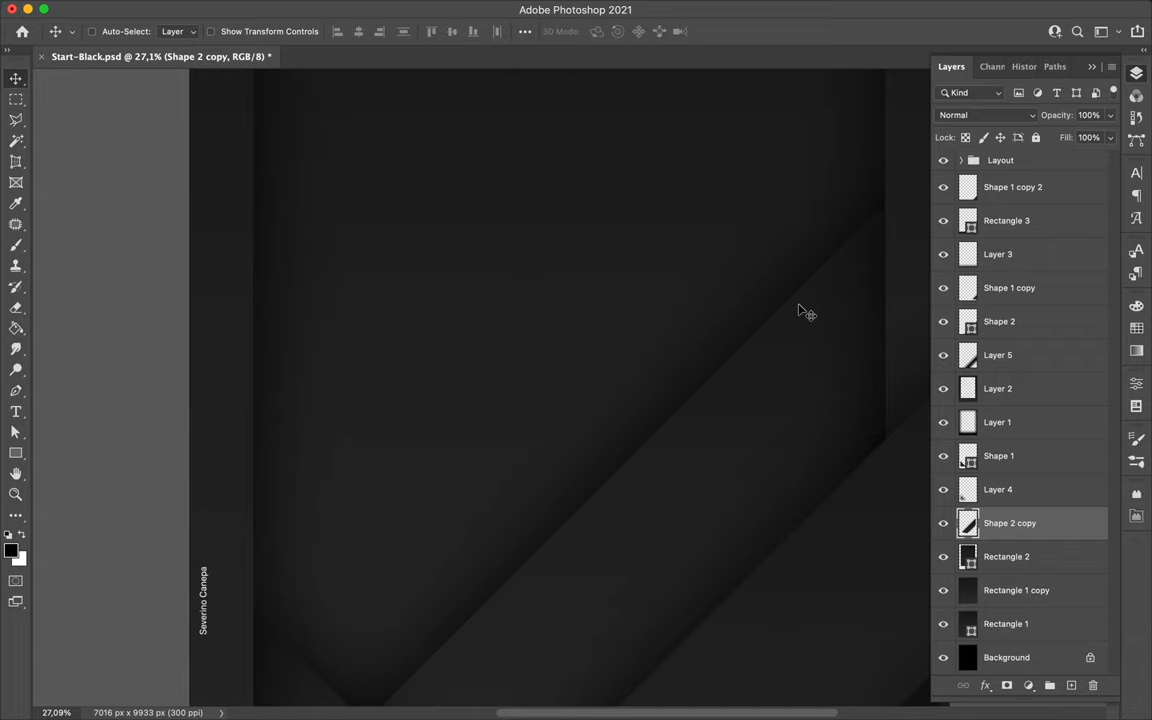 Adobe Photoshop 2021
Auto-Select: Layer Show Transform Controls 3D Mode:
Start-Black.psd @ 27,1% (Shape 2 copy, RGB/8) *
Layers Chann Histor Paths
Kind
Normal Opacity: 100%
Lock: Fill: 100%
Layout
Shape 1 copy 2
Rectangle 3
Layer 3
Shape 1 copy
Shape 2
Layer 5
Layer 2
Layer 1
Shape 1
Layer 4
Shape 2 copy
Rectangle 2
Rectangle 1 copy
Rectangle 1
Background
Severino Canepa
27,09% 7016 px x 9933 px (300 ppi)